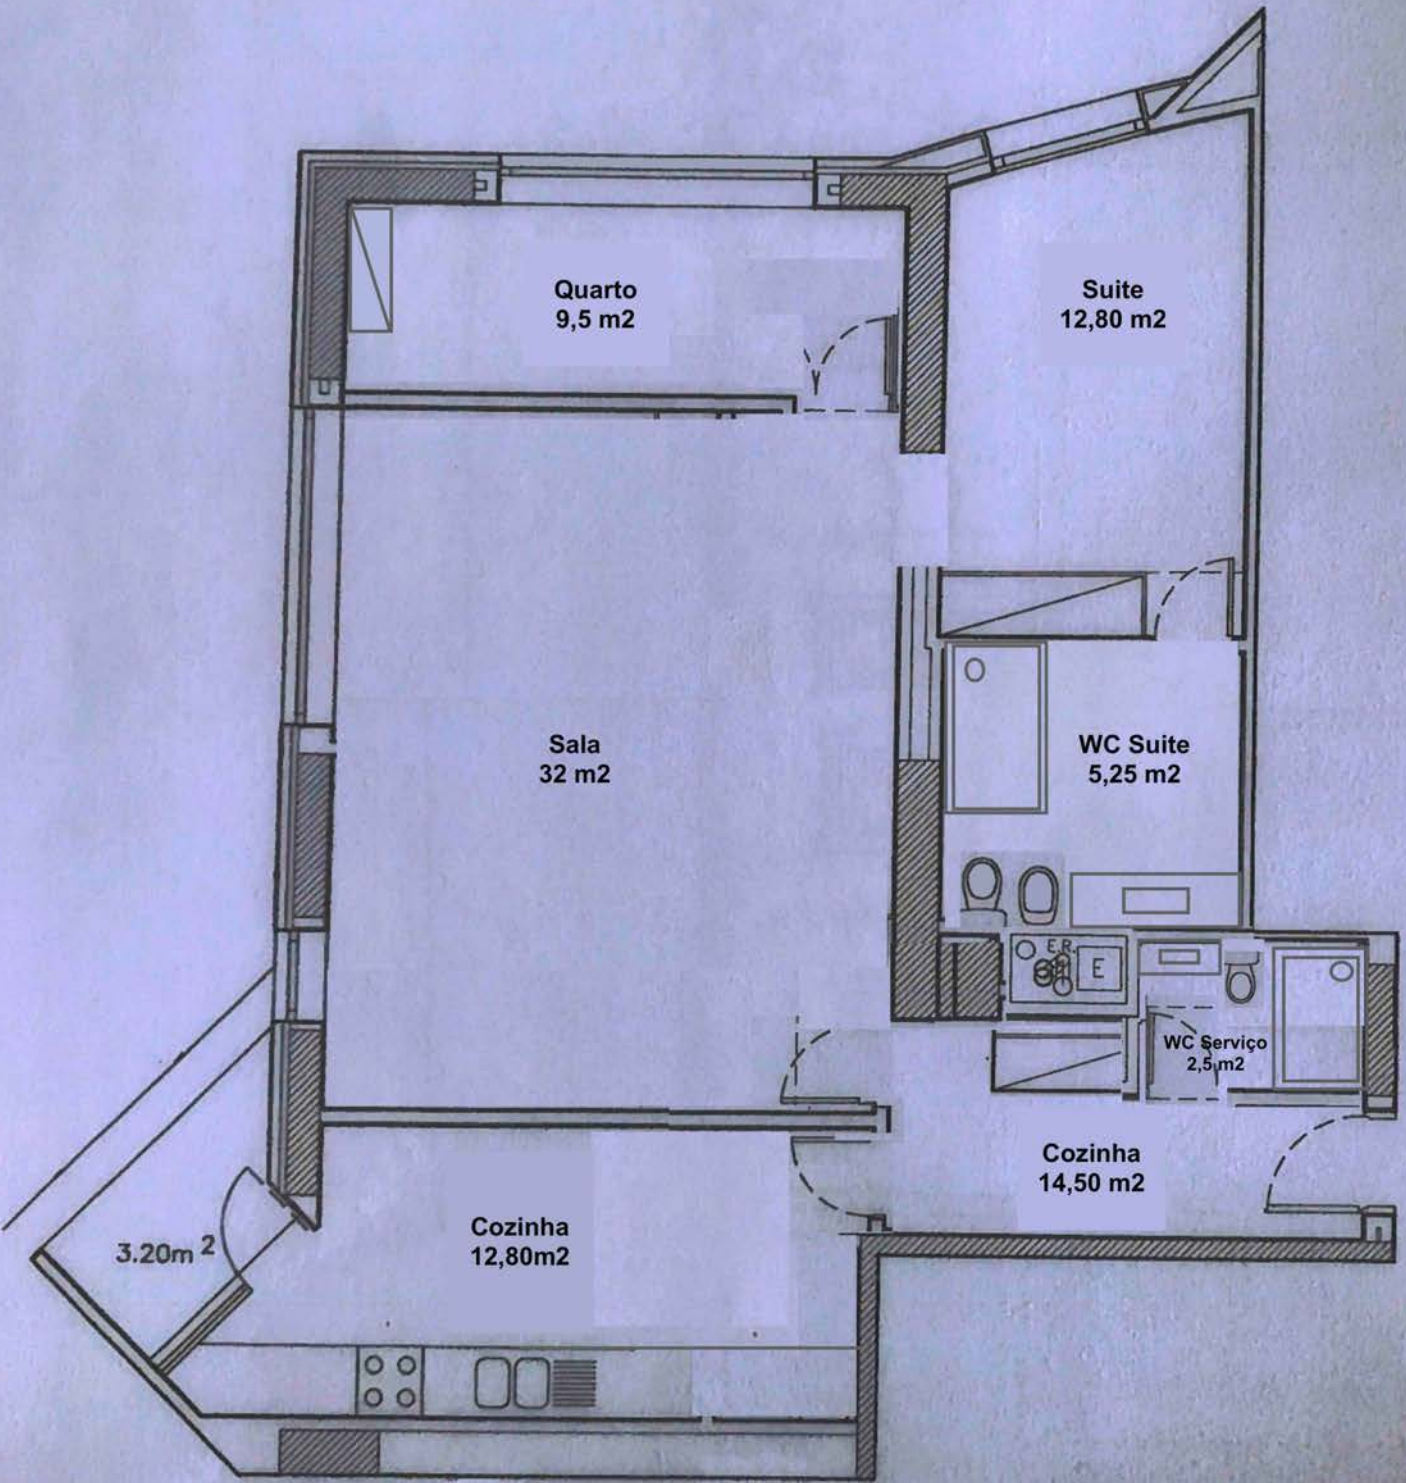 Quarto
9,5 m2
Suite
12,80 m2
Sala
32 m2
WC Suite
5,25 m2
E.R.
E
WC Serviço
2,5 m2
Cozinha
14,50 m2
Cozinha
12,80m2
3.20m 2